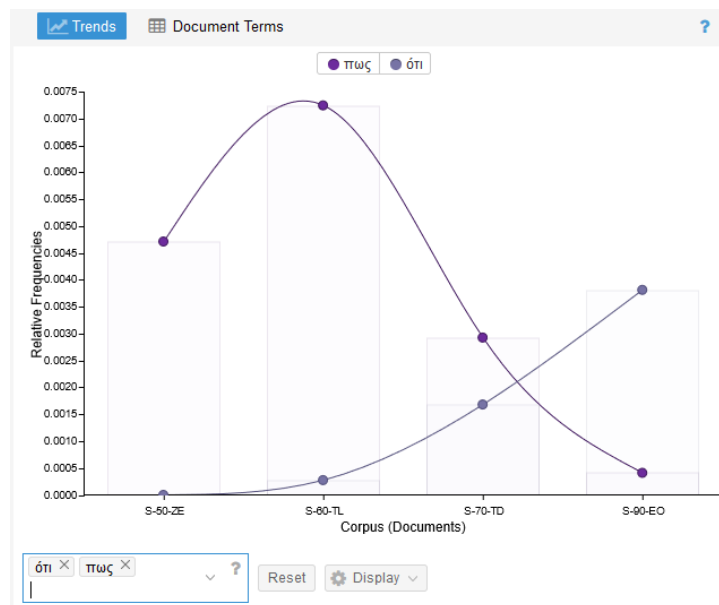 Trends Document Terms ?
πως ότι
0.0075
0.0070
0.0065
0.0060
0.0055
0.0050
0.0045
0.0040
0.0035
0.0030
0.0025
0.0020
0.0015
0.0010
0.0005
0.0000
Relative Frequencies
S-50-ZE S-60-TL S-70-TD S-90-EO
Corpus (Documents)
ότι πως ? Reset Display